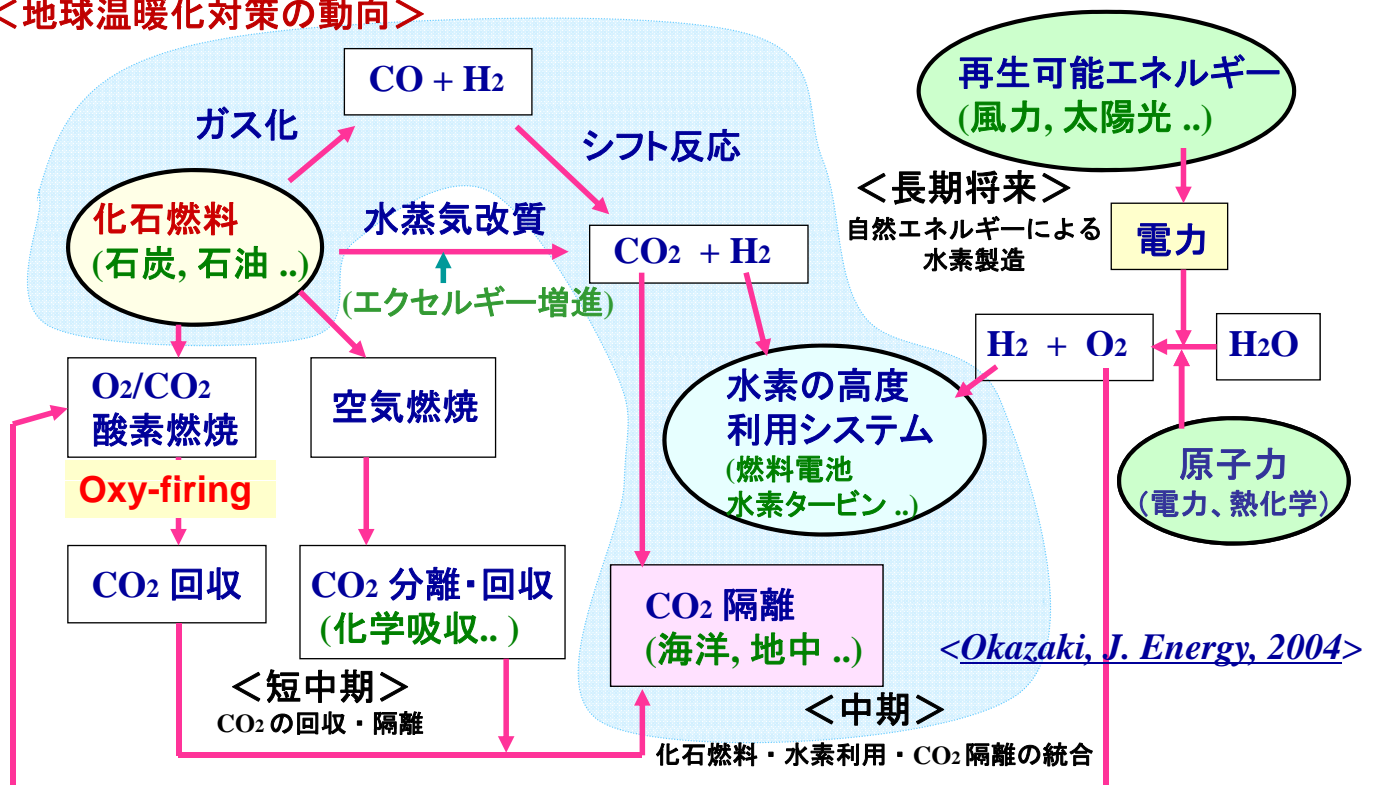 ＜地球温暖化対策の動向＞
CO + H2
再生可能エネルギー
(風力, 太陽光 ..)
ガス化
シフト反応
＜長期将来＞
自然エネルギーによる
水素製造
化石燃料
(石炭, 石油 ..)
水蒸気改質
CO2 + H2
電力
(エクセルギー増進)
H2 + O2
H2O
O2/CO2
酸素燃焼
空気燃焼
水素の高度
利用システム
(燃料電池
水素タービン ..)
原子力
(電力、熱化学)
Oxy-firing
CO2 回収
CO2 分離・回収
(化学吸収.. )
CO2 隔離
(海洋, 地中 ..)
<Okazaki, J. Energy, 2004>
＜短中期＞
CO2 の回収・隔離
＜中期＞
化石燃料・水素利用・CO2 隔離の統合